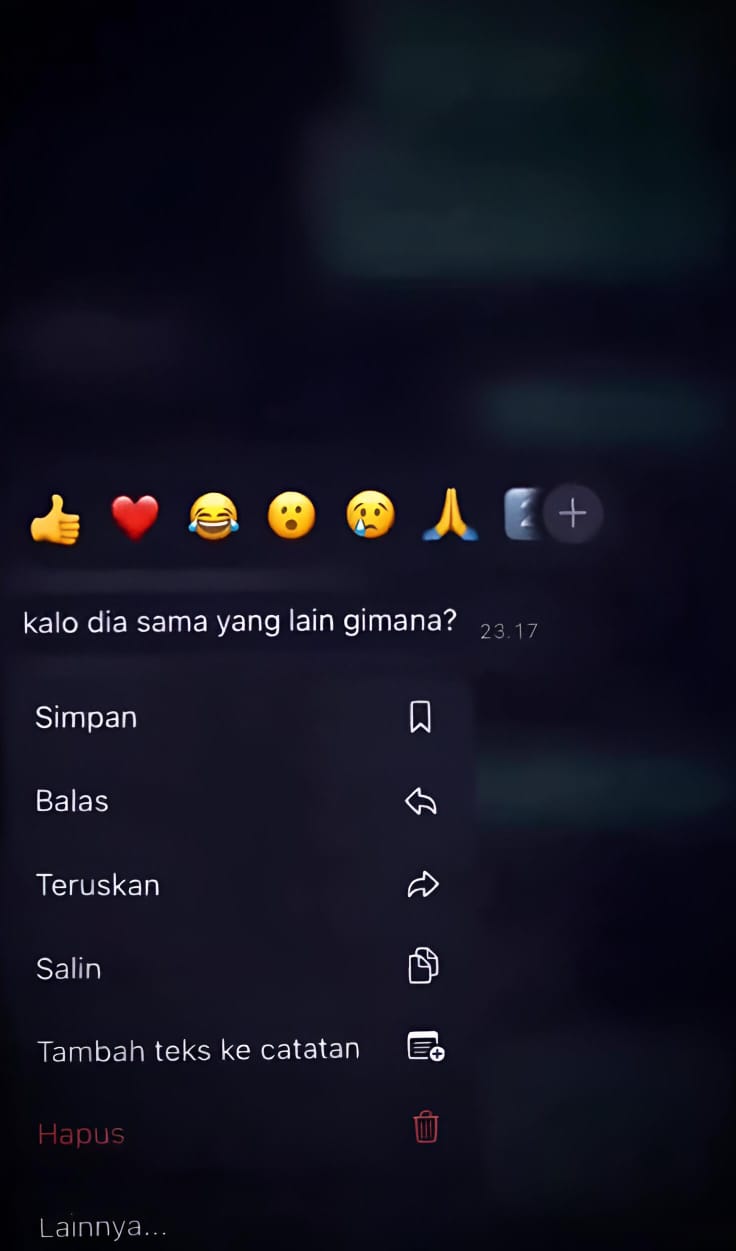 kalo dia sama yang lain gimana? 23.17
Simpan
Balas
Teruskan
Salin
Tambah teks ke catatan
Hapus
Lainnya...